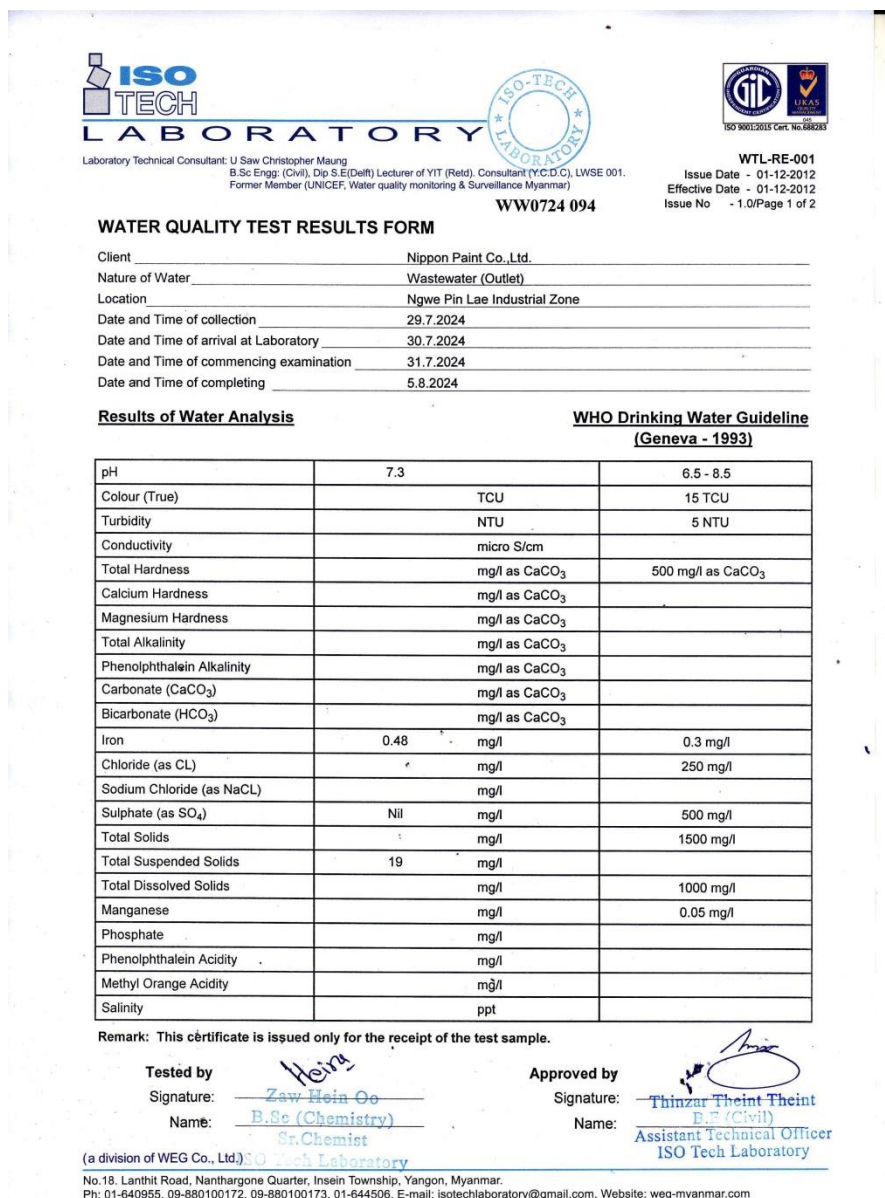 ISO
TECH
LABORATORY
ISO-TECH
LABORATORY
GUARDIAN
INDEPENDENT CERTIFICATION
GIC
UKAS
QUALITY
MANAGEMENT
045
ISO 9001:2015 Cert. No.688283
Laboratory Technical Consultant: U Saw Christopher Maung
B.Sc Engg: (Civil), Dip S.E(Delft) Lecturer of YIT (Retd). Consultant (Y.C.D.C), LWSE 001.
Former Member (UNICEF, Water quality monitoring & Surveillance Myanmar)
WTL-RE-001
Issue Date - 01-12-2012
Effective Date - 01-12-2012
Issue No - 1.0/Page 1 of 2
WW0724 094
WATER QUALITY TEST RESULTS FORM
Client Nippon Paint Co.,Ltd.
Nature of Water Wastewater (Outlet)
Location Ngwe Pin Lae Industrial Zone
Date and Time of collection 29.7.2024
Date and Time of arrival at Laboratory 30.7.2024
Date and Time of commencing examination 31.7.2024
Date and Time of completing 5.8.2024
Results of Water Analysis WHO Drinking Water Guideline
(Geneva - 1993)
pH 7.3 6.5 - 8.5
Colour (True) TCU 15 TCU
Turbidity NTU 5 NTU
Conductivity micro S/cm
Total Hardness mg/l as CaCO₃ 500 mg/l as CaCO₃
Calcium Hardness mg/l as CaCO₃
Magnesium Hardness mg/l as CaCO₃
Total Alkalinity mg/l as CaCO₃
Phenolphthalein Alkalinity mg/l as CaCO₃
Carbonate (CaCO₃) mg/l as CaCO₃
Bicarbonate (HCO₃) mg/l as CaCO₃
Iron 0.48 mg/l 0.3 mg/l
Chloride (as CL) mg/l 250 mg/l
Sodium Chloride (as NaCL) mg/l
Sulphate (as SO₄) Nil mg/l 500 mg/l
Total Solids mg/l 1500 mg/l
Total Suspended Solids 19 mg/l
Total Dissolved Solids mg/l 1000 mg/l
Manganese mg/l 0.05 mg/l
Phosphate mg/l
Phenolphthalein Acidity mg/l
Methyl Orange Acidity mg/l
Salinity ppt
Remark: This certificate is issued only for the receipt of the test sample.
Tested by Approved by
Signature: Zaw Hein Oo Signature: Thinzar Theint Theint
Name: B.Sc (Chemistry) Name: B.E (Civil)
Sr.Chemist Assistant Technical Officer
(a division of WEG Co., Ltd.) ISO Tech Laboratory ISO Tech Laboratory
No.18. Lanthit Road, Nanthargone Quarter, Insein Township, Yangon, Myanmar.
Ph: 01-640955, 09-880100172, 09-880100173, 01-644506, E-mail: isotechlaboratory@gmail.com, Website: weg-myanmar.com